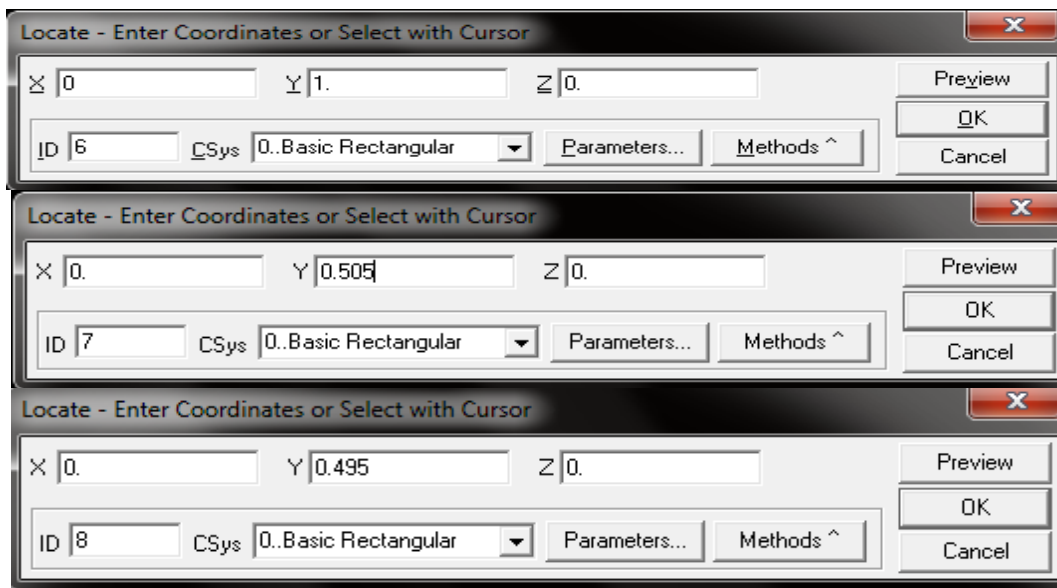 Locate - Enter Coordinates or Select with Cursor
X 0 Y 1. Z 0. Preview
OK
ID 6 CSys 0..Basic Rectangular Parameters... Methods ^ Cancel
Locate - Enter Coordinates or Select with Cursor
X 0. Y 0.505 Z 0. Preview
OK
ID 7 CSys 0..Basic Rectangular Parameters... Methods ^ Cancel
Locate - Enter Coordinates or Select with Cursor
X 0. Y 0.495 Z 0. Preview
OK
ID 8 CSys 0..Basic Rectangular Parameters... Methods ^ Cancel